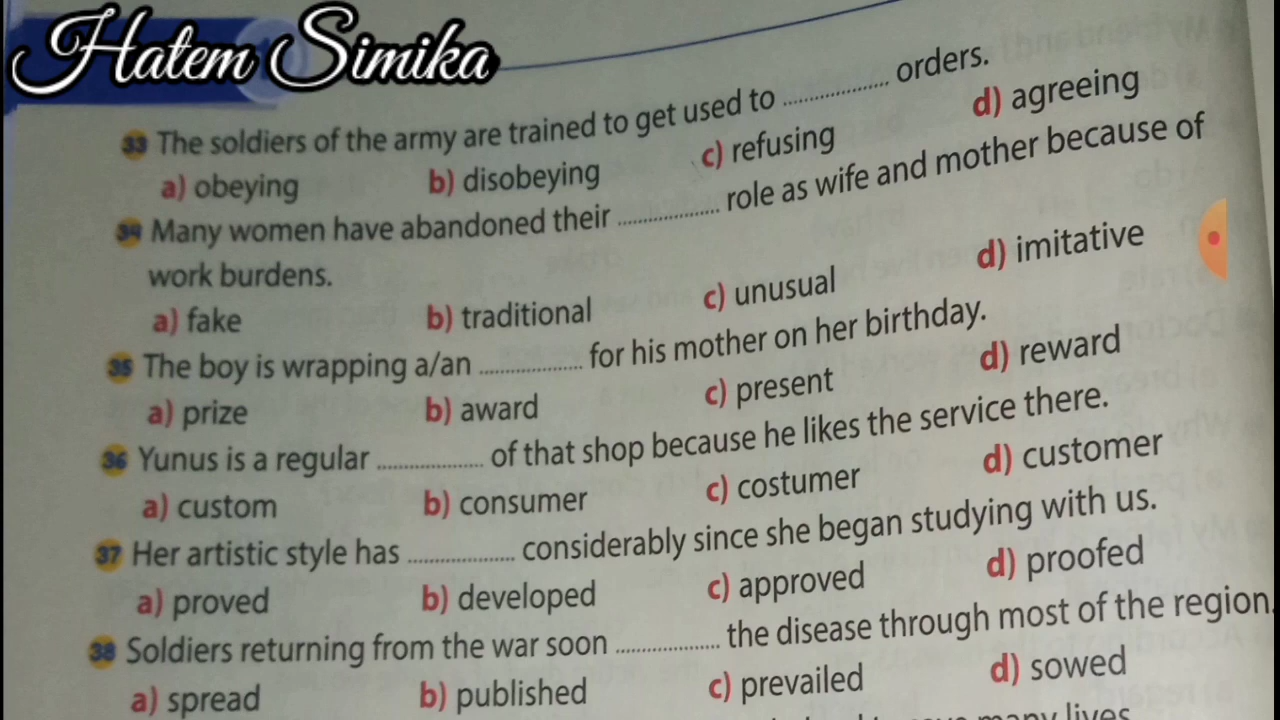 Hatem Simika
33 The soldiers of the army are trained to get used to .................... orders.
a) obeying b) disobeying c) refusing d) agreeing
34 Many women have abandoned their .................... role as wife and mother because of
work burdens.
a) fake b) traditional c) unusual d) imitative
35 The boy is wrapping a/an .................... for his mother on her birthday.
a) prize b) award c) present d) reward
36 Yunus is a regular .................... of that shop because he likes the service there.
a) custom b) consumer c) costumer d) customer
37 Her artistic style has .................... considerably since she began studying with us.
a) proved b) developed c) approved d) proofed
38 Soldiers returning from the war soon .................... the disease through most of the region.
a) spread b) published c) prevailed d) sowed
many lives